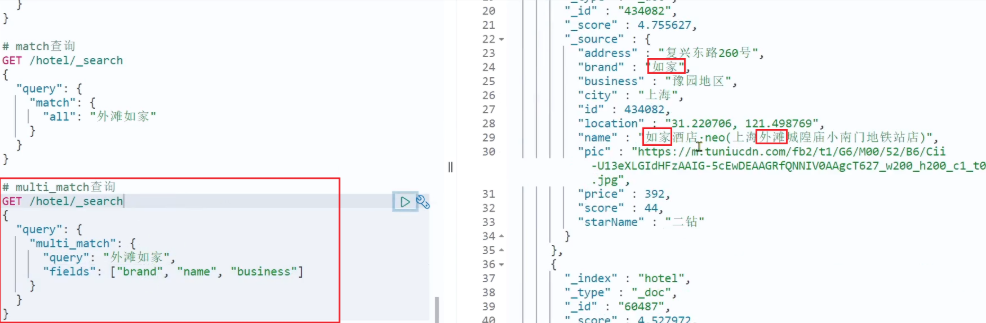 }
}
# match查询
GET /hotel/_search
{
"query": {
"match": {
"all": "外滩如家"
}
}
}
# multi_match查询
GET /hotel/_search
{
"query": {
"multi_match": {
"query": "外滩如家",
"fields": ["brand", "name", "business"]
}
}
}
20 "_type" : "_doc",
21 "_id" : "434082",
22 "_score" : 4.755627,
23 "_source" : {
24 "address" : "复兴东路260号",
25 "brand" : "如家",
26 "business" : "豫园地区",
27 "city" : "上海",
28 "id" : 434082,
29 "location" : "31.220706, 121.498769",
30 "name" : "如家酒店·neo(上海外滩城隍庙小南门地铁站店)",
"pic" : "https://m.tuniucdn.com/fb2/t1/G6/M00/52/B6/Cii
-U13eXLGIdHFzAAIG-5cEwDEAAGRfQNNIV0AAgcT627_w200_h200_c1_t0
.jpg",
31 "price" : 392,
32 "score" : 44,
33 "starName" : "二钻"
34 }
35 },
36 {
37 "_index" : "hotel",
38 "_type" : "_doc",
39 "_id" : "60487",
40 "_score" : 4.527972,